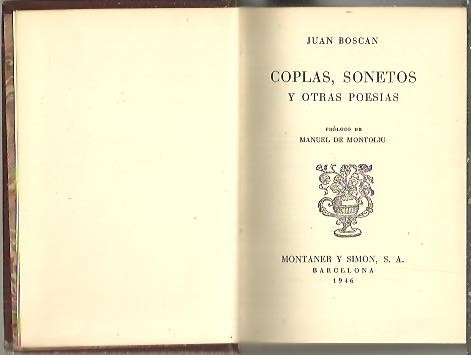 JUAN BOSCAN
COPLAS, SONETOS
Y OTRAS POESIAS
PRÓLOGO DE
MANUEL DE MONTOLIU
MONTANER Y SIMON, S. A.
BARCELONA
1946